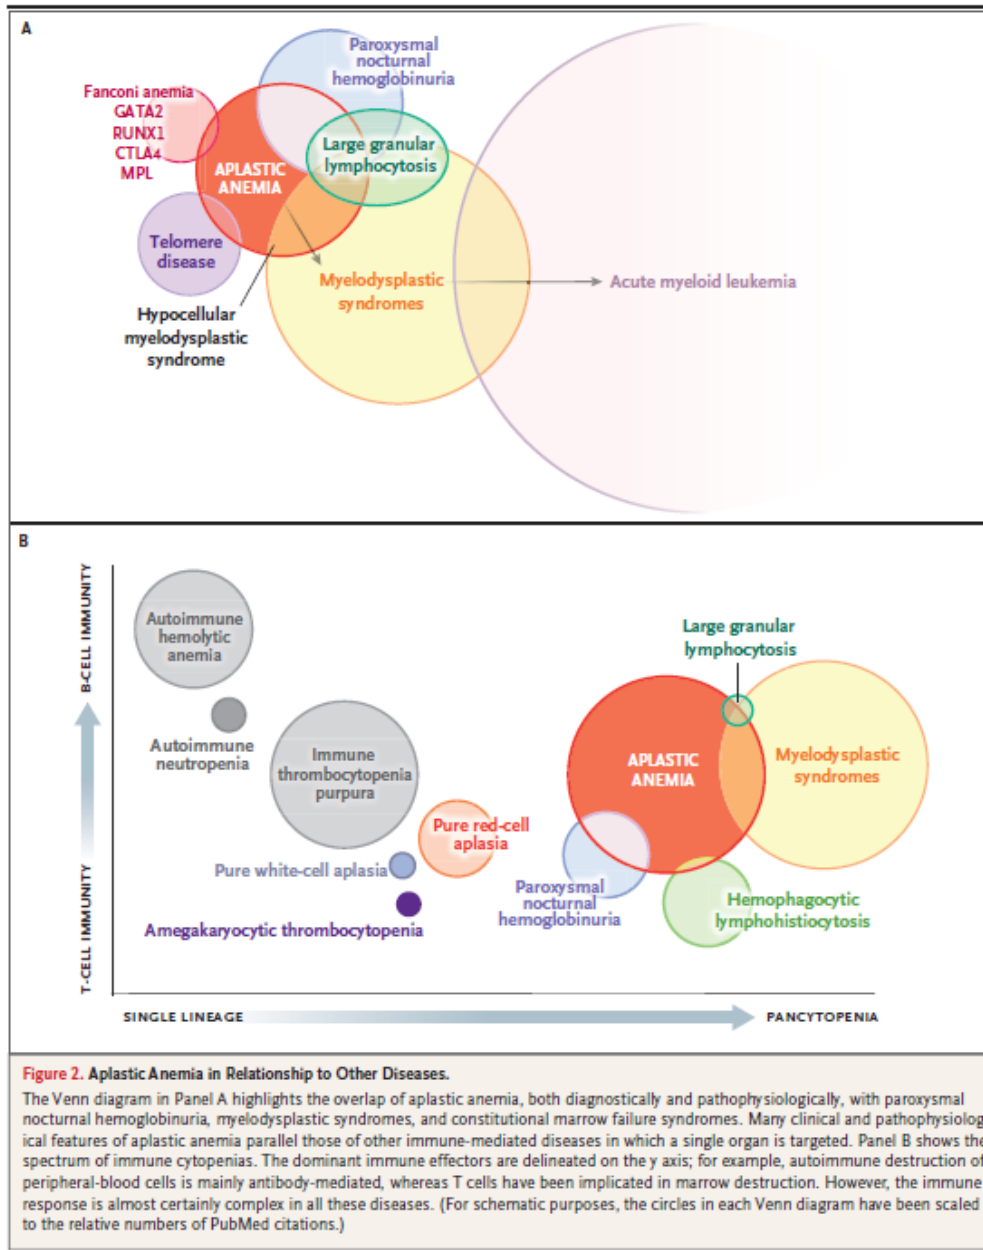 A
Paroxysmal
nocturnal
hemoglobinuria
Fanconi anemia
GATA2
RUNX1
CTLA4
MPL
Large granular
lymphocytosis
APLASTIC
ANEMIA
Telomere
disease
Myelodysplastic
syndromes
Acute myeloid leukemia
Hypocellular
myelodysplastic
syndrome
B
B-CELL IMMUNITY
T-CELL IMMUNITY
Autoimmune
hemolytic
anemia
Autoimmune
neutropenia
Immune
thrombocytopenia
purpura
Pure red-cell
aplasia
Pure white-cell aplasia
Amegakaryocytic thrombocytopenia
Large granular
lymphocytosis
APLASTIC
ANEMIA
Myelodysplastic
syndromes
Paroxysmal
nocturnal
hemoglobinuria
Hemophagocytic
lymphohistiocytosis
SINGLE LINEAGE
PANCYTOPENIA
Figure 2. Aplastic Anemia in Relationship to Other Diseases.
The Venn diagram in Panel A highlights the overlap of aplastic anemia, both diagnostically and pathophysiologically, with paroxysmal
nocturnal hemoglobinuria, myelodysplastic syndromes, and constitutional marrow failure syndromes. Many clinical and pathophysiolog-
ical features of aplastic anemia parallel those of other immune-mediated diseases in which a single organ is targeted. Panel B shows the
spectrum of immune cytopenias. The dominant immune effectors are delineated on the y axis; for example, autoimmune destruction of
peripheral-blood cells is mainly antibody-mediated, whereas T cells have been implicated in marrow destruction. However, the immune
response is almost certainly complex in all these diseases. (For schematic purposes, the circles in each Venn diagram have been scaled
to the relative numbers of PubMed citations.)